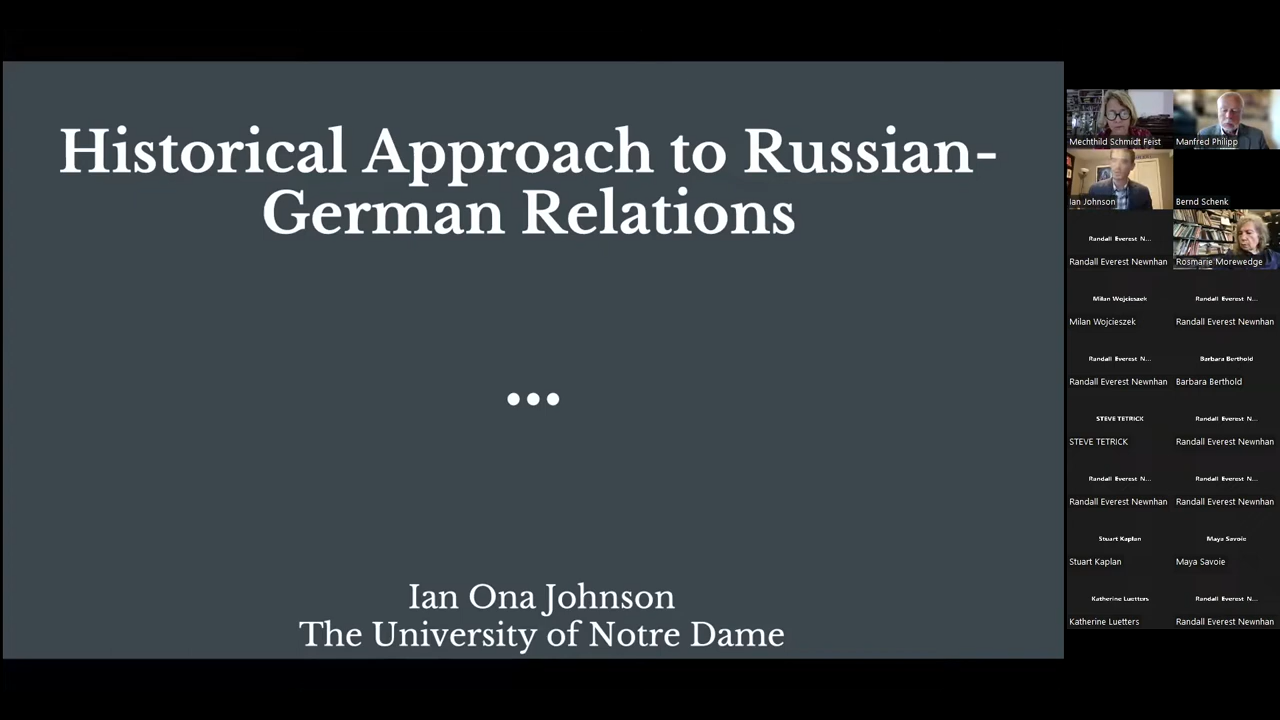 Historical Approach to Russian-
German Relations
Ian Ona Johnson
The University of Notre Dame
Mechthild Schmidt Feist
Manfred Philipp
Ian Johnson
Bernd Schenk
Randall Everest N...
Randall Everest Newnhan
Rosmarie Morewedge
Milan Wojcieszek
Milan Wojcieszek
Randall Everest N...
Randall Everest Newnhan
Randall Everest N...
Randall Everest Newnhan
Barbara Berthold
Barbara Berthold
STEVE TETRICK
STEVE TETRICK
Randall Everest N...
Randall Everest Newnhan
Randall Everest N...
Randall Everest Newnhan
Randall Everest N...
Randall Everest Newnhan
Stuart Kaplan
Stuart Kaplan
Maya Savoie
Maya Savoie
Katherine Luetters
Katherine Luetters
Randall Everest N...
Randall Everest Newnhan